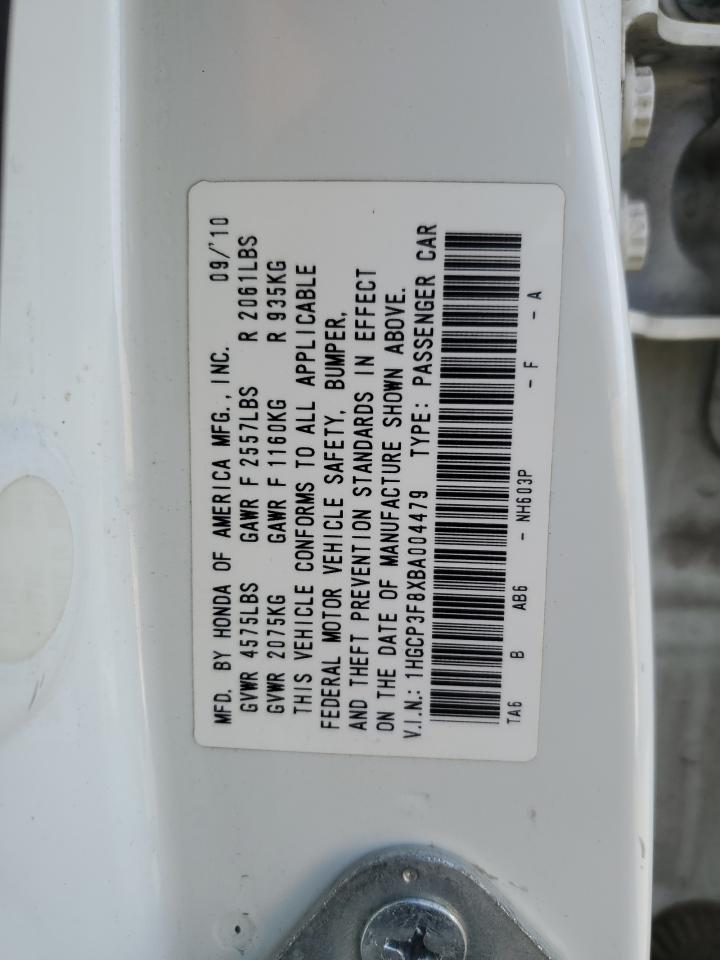 MFD. BY HONDA OF AMERICA MFG., INC. 09/'10
GVWR 4575LBS GAWR F 2557LBS R 2061LBS
GVWR 2075KG GAWR F 1160KG R 935KG
THIS VEHICLE CONFORMS TO ALL APPLICABLE
FEDERAL MOTOR VEHICLE SAFETY, BUMPER,
AND THEFT PREVENTION STANDARDS IN EFFECT
ON THE DATE OF MANUFACTURE SHOWN ABOVE.
V.I.N.: 1HGCP3F8XBA004479 TYPE: PASSENGER CAR
TA6 B AB6 - NH603P - F - A